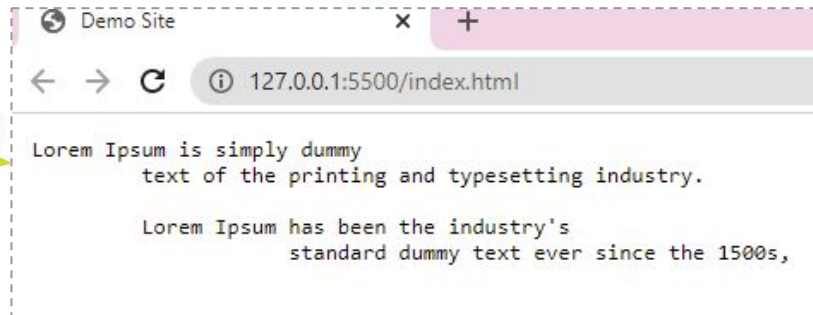 Demo Site
127.0.0.1:5500/index.html
Lorem Ipsum is simply dummy
text of the printing and typesetting industry.
Lorem Ipsum has been the industry's
standard dummy text ever since the 1500s,